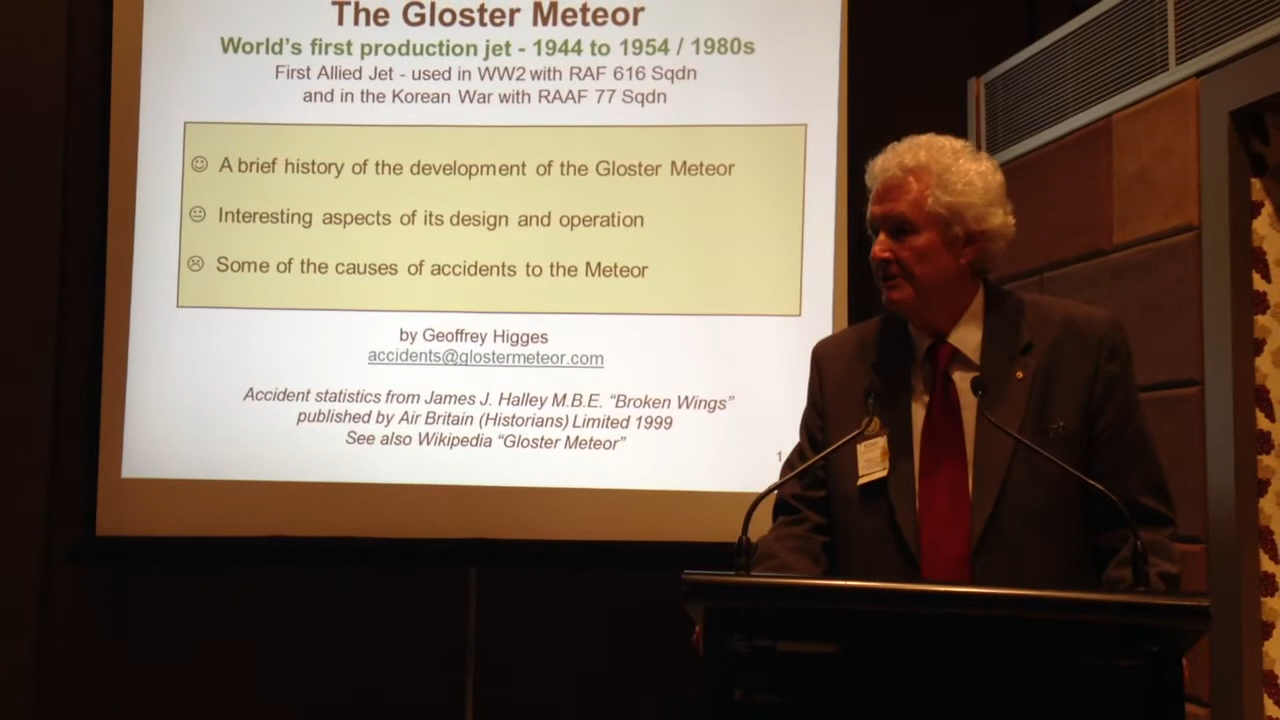 The Gloster Meteor
World's first production jet - 1944 to 1954 / 1980s
First Allied Jet - used in WW2 with RAF 616 Sqdn
and in the Korean War with RAAF 77 Sqdn
☺ A brief history of the development of the Gloster Meteor
😐 Interesting aspects of its design and operation
☹ Some of the causes of accidents to the Meteor
by Geoffrey Higges
accidents@glostermeteor.com
Accident statistics from James J. Halley M.B.E. "Broken Wings"
published by Air Britain (Historians) Limited 1999
See also Wikipedia "Gloster Meteor"
1